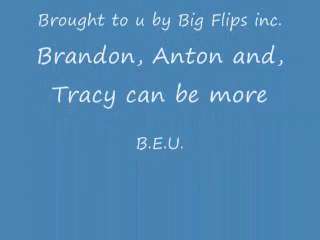 Brought to u by Big Flips inc.
Brandon, Anton and,
Tracy can be more
B.E.U.